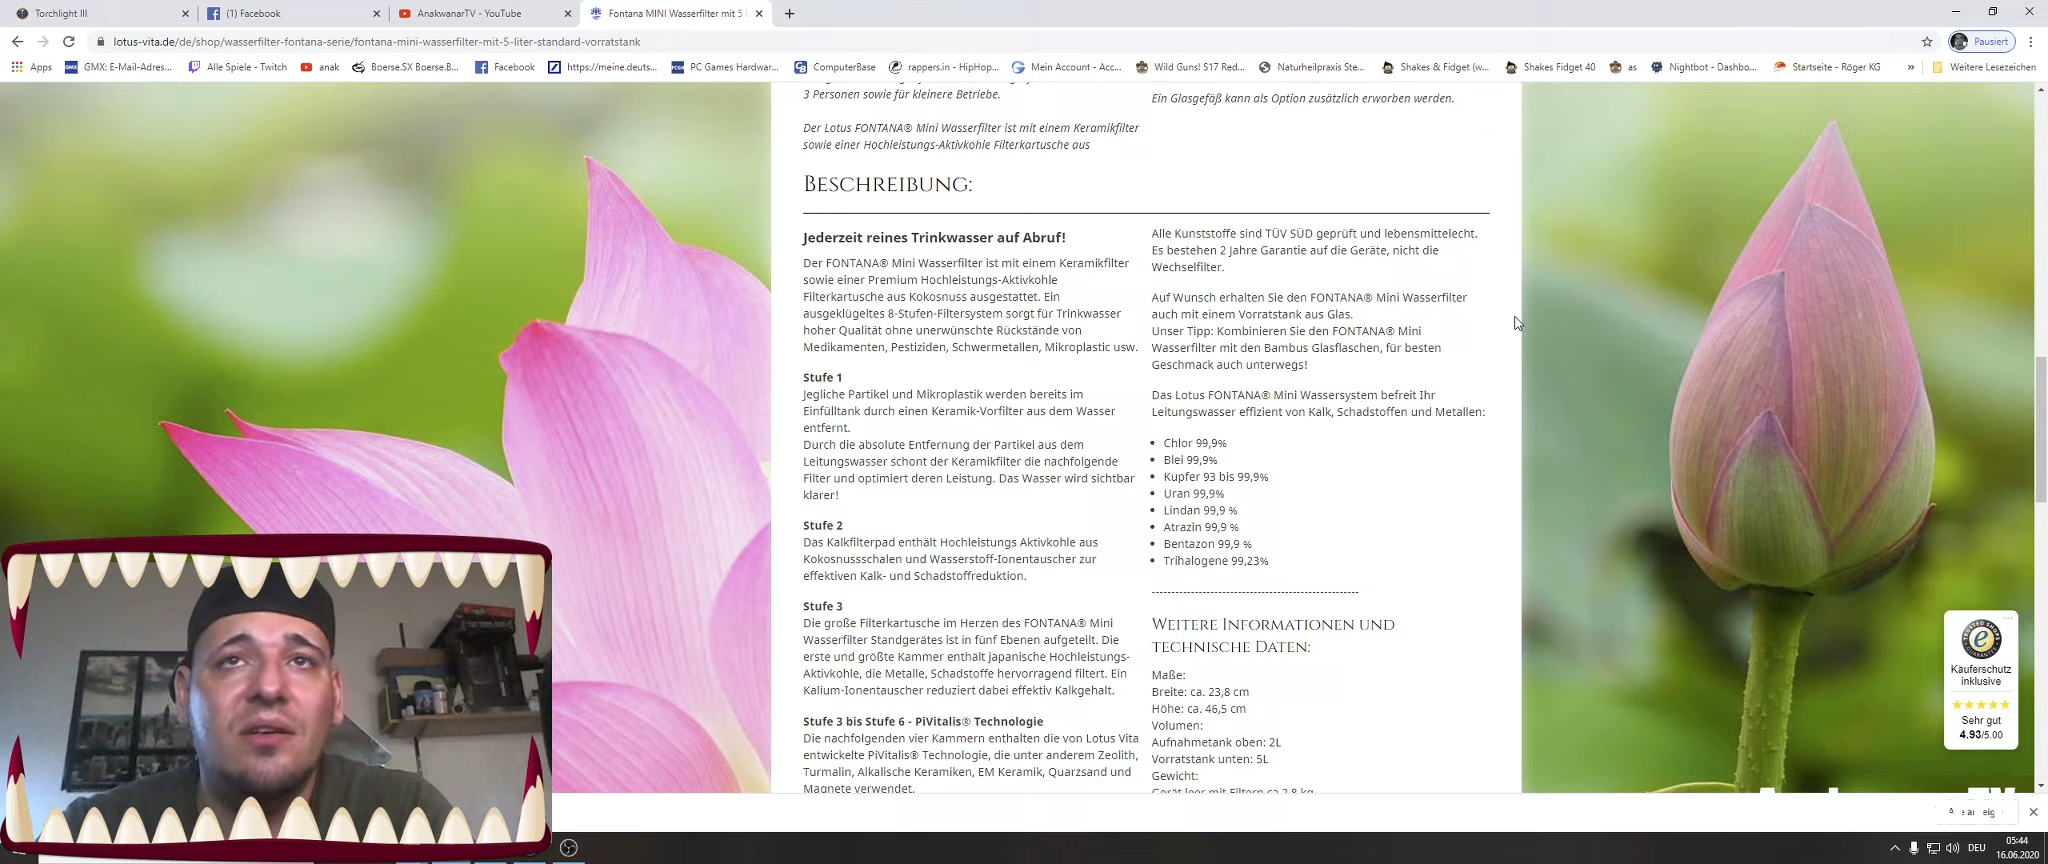 Torchlight III
(1) Facebook
AnakwanarTV - YouTube
Fontana MINI Wasserfilter mit 5
lotus-vita.de/de/shop/wasserfilter-fontana-serie/fontana-mini-wasserfilter-mit-5-liter-standard-vorratstank
Pausiert
Apps
GMX: E-Mail-Adres...
Alle Spiele - Twitch
anak
Boerse.SX Boerse.B...
Facebook
https://meine.deuts...
PC Games Hardwar...
ComputerBase
rappers.in - HipHop...
Mein Account - Acc...
Wild Guns! S17 Red...
Naturheilpraxis Ste...
Shakes & Fidget (w...
Shakes Fidget 40
as
Nightbot - Dashbo...
Startseite - Röger KG
»
Weitere Lesezeichen
3 Personen sowie für kleinere Betriebe.
Der Lotus FONTANA® Mini Wasserfilter ist mit einem Keramikfilter
sowie einer Hochleistungs-Aktivkohle Filterkartusche aus
Ein Glasgefäß kann als Option zusätzlich erworben werden.
Beschreibung:
Jederzeit reines Trinkwasser auf Abruf!
Der FONTANA® Mini Wasserfilter ist mit einem Keramikfilter
sowie einer Premium Hochleistungs-Aktivkohle
Filterkartusche aus Kokosnuss ausgestattet. Ein
ausgeklügeltes 8-Stufen-Filtersystem sorgt für Trinkwasser
hoher Qualität ohne unerwünschte Rückstände von
Medikamenten, Pestiziden, Schwermetallen, Mikroplastic usw.
Stufe 1
Jegliche Partikel und Mikroplastik werden bereits im
Einfülltank durch einen Keramik-Vorfilter aus dem Wasser
entfernt.
Durch die absolute Entfernung der Partikel aus dem
Leitungswasser schont der Keramikfilter die nachfolgende
Filter und optimiert deren Leistung. Das Wasser wird sichtbar
klarer!
Stufe 2
Das Kalkfilterpad enthält Hochleistungs Aktivkohle aus
Kokosnussschalen und Wasserstoff-Ionentauscher zur
effektiven Kalk- und Schadstoffreduktion.
Stufe 3
Die große Filterkartusche im Herzen des FONTANA® Mini
Wasserfilter Standgerätes ist in fünf Ebenen aufgeteilt. Die
erste und größte Kammer enthält japanische Hochleistungs-
Aktivkohle, die Metalle, Schadstoffe hervorragend filtert. Ein
Kalium-Ionentauscher reduziert dabei effektiv Kalkgehalt.
Stufe 3 bis Stufe 6 - PiVitalis® Technologie
Die nachfolgenden vier Kammern enthalten die von Lotus Vita
entwickelte PiVitalis® Technologie, die unter anderem Zeolith,
Turmalin, Alkalische Keramiken, EM Keramik, Quarzsand und
Magnete verwendet.
Alle Kunststoffe sind TÜV SÜD geprüft und lebensmittelecht.
Es bestehen 2 Jahre Garantie auf die Geräte, nicht die
Wechselfilter.
Auf Wunsch erhalten Sie den FONTANA® Mini Wasserfilter
auch mit einem Vorratstank aus Glas.
Unser Tipp: Kombinieren Sie den FONTANA® Mini
Wasserfilter mit den Bambus Glasflaschen, für besten
Geschmack auch unterwegs!
Das Lotus FONTANA® Mini Wassersystem befreit Ihr
Leitungswasser effizient von Kalk, Schadstoffen und Metallen:
• Chlor 99,9%
• Blei 99,9%
• Kupfer 93 bis 99,9%
• Uran 99,9%
• Lindan 99,9 %
• Atrazin 99,9 %
• Bentazon 99,9 %
• Trihalogene 99,23%
----------------------------------------------------
Weitere Informationen und
technische Daten:
Maße:
Breite: ca. 23,8 cm
Höhe: ca. 46,5 cm
Volumen:
Aufnahmetank oben: 2L
Vorratstank unten: 5L
Gewicht:
Gerät leer mit Filtern ca 2,8 kg
TRUSTED SHOPS
GUARANTEE
Käuferschutz
inklusive
Sehr gut
4.93/5.00
DEU
05:44
16.06.2020